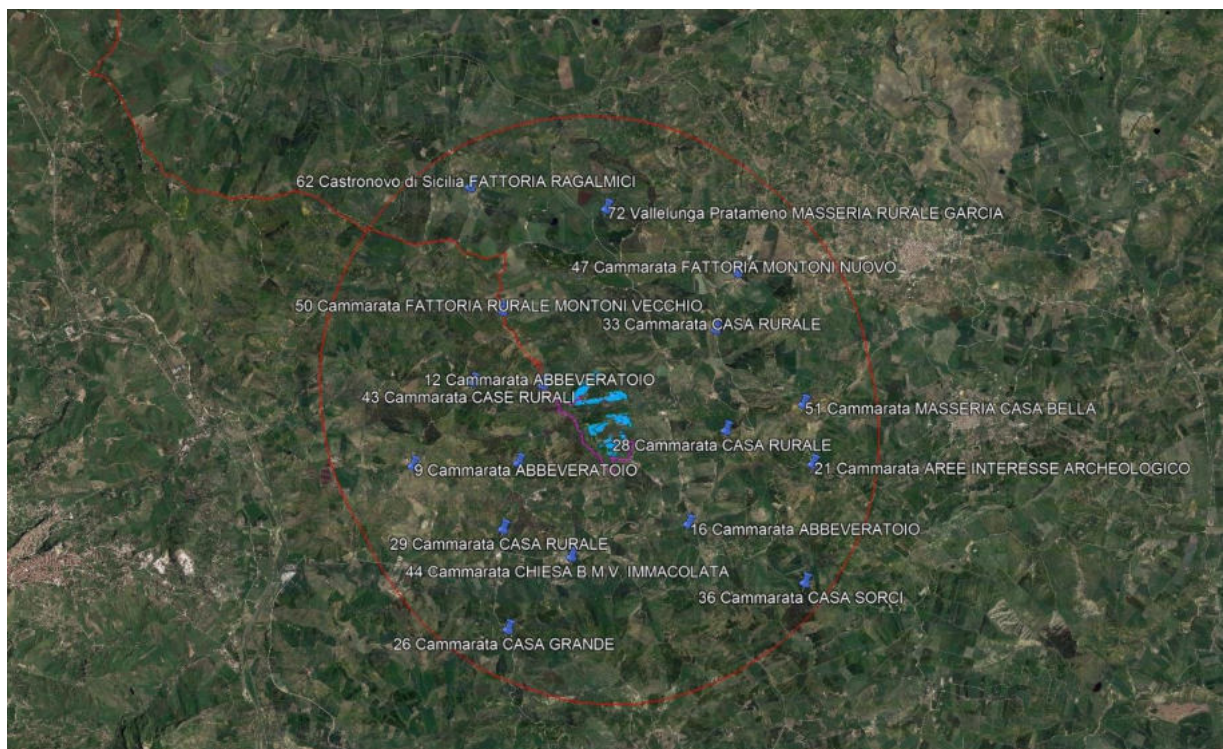 62 Castronovo di Sicilia FATTORIA RAGALMICI
72 Vallelunga Pratameno MASSERIA RURALE GARCIA
47 Cammarata FATTORIA MONTONI NUOVO
50 Cammarata FATTORIA RURALE MONTONI VECCHIO
33 Cammarata CASA RURALE
12 Cammarata ABBEVERATOIO
43 Cammarata CASE RURALI
51 Cammarata MASSERIA CASA BELLA
28 Cammarata CASA RURALE
9 Cammarata ABBEVERATOIO
21 Cammarata AREE INTERESSE ARCHEOLOGICO
16 Cammarata ABBEVERATOIO
29 Cammarata CASA RURALE
44 Cammarata CHIESA B M V IMMACOLATA
36 Cammarata CASA SORCI
26 Cammarata CASA GRANDE